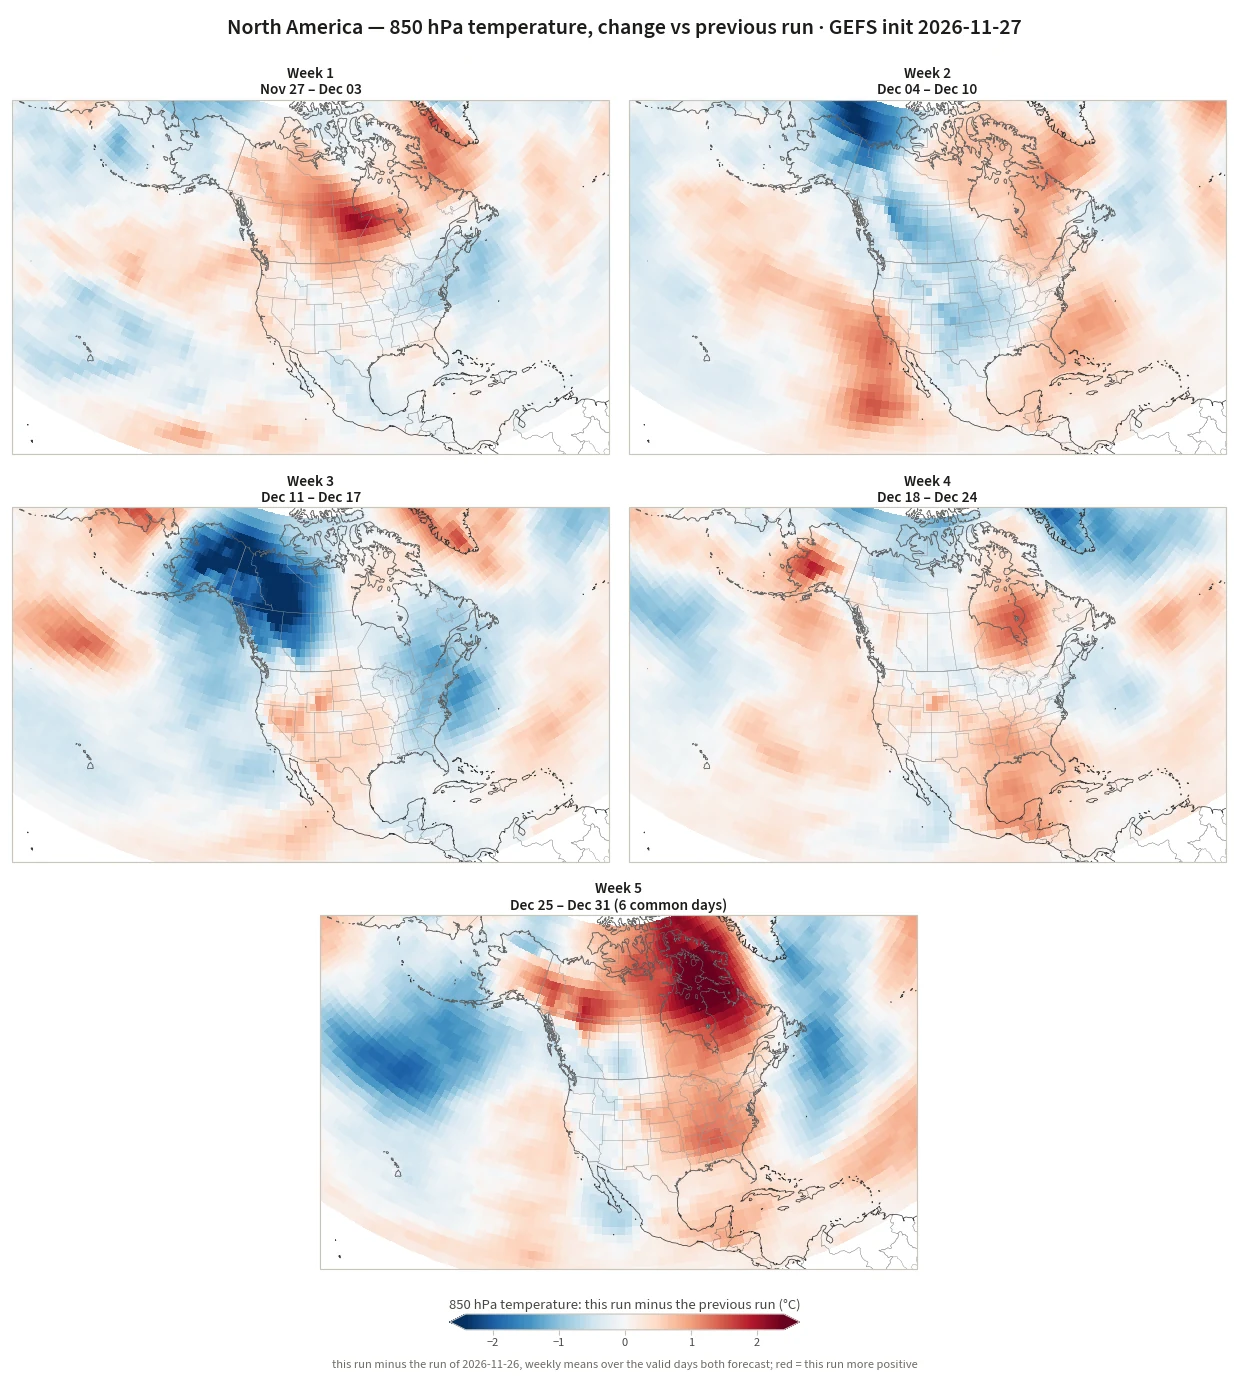 North America — 850 hPa temperature, change vs previous run · GEFS init 2026-11-27
Week 1
Nov 27 – Dec 03
Week 2
Dec 04 – Dec 10
Week 3
Dec 11 – Dec 17
Week 4
Dec 18 – Dec 24
Week 5
Dec 25 – Dec 31 (6 common days)
850 hPa temperature: this run minus the previous run (°C)
−2 −1 0 1 2
this run minus the run of 2026-11-26, weekly means over the valid days both forecast; red = this run more positive